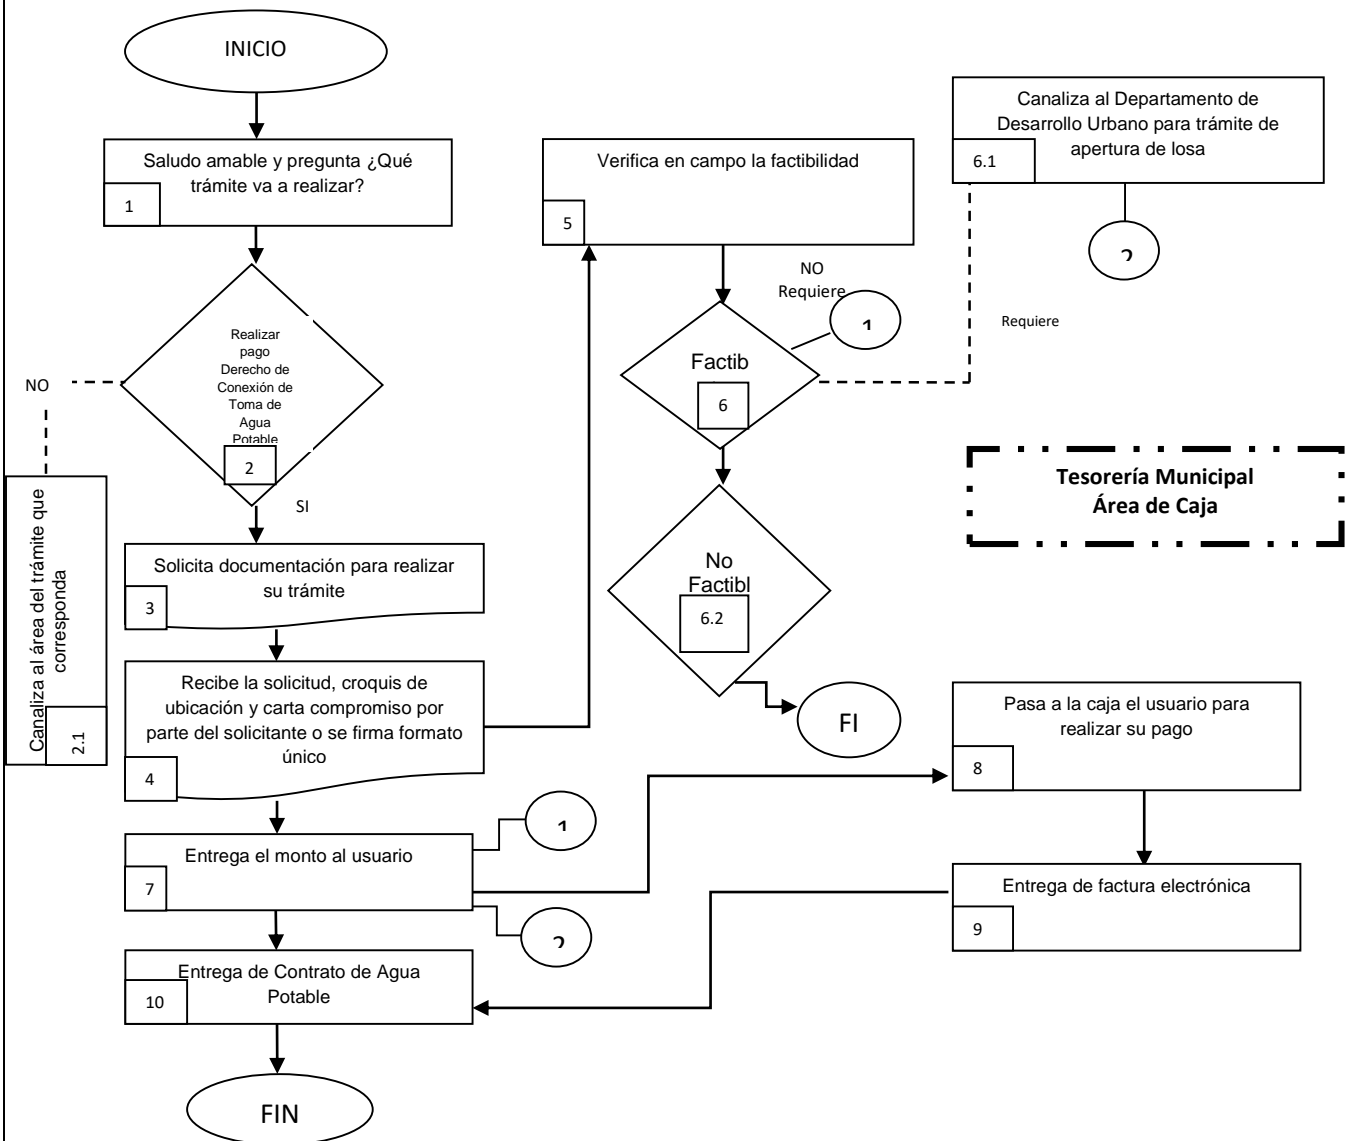 INICIO
Saludo amable y pregunta ¿Qué
trámite va a realizar?
1
Realizar
pago
Derecho de
Conexión de
Toma de
Agua
Potable
2
NO
SI
Canaliza al área del trámite que
corresponda
2.1
Solicita documentación para realizar
su trámite
3
Recibe la solicitud, croquis de
ubicación y carta compromiso por
parte del solicitante o se firma formato
único
4
Verifica en campo la factibilidad
5
NO
Requiere
1
Factib
6
Canaliza al Departamento de
Desarrollo Urbano para trámite de
apertura de losa
6.1
2
Requiere
No
Factibl
6.2
FI
Tesorería Municipal
Área de Caja
Entrega el monto al usuario
7
1
2
Pasa a la caja el usuario para
realizar su pago
8
Entrega de factura electrónica
9
Entrega de Contrato de Agua
Potable
10
FIN